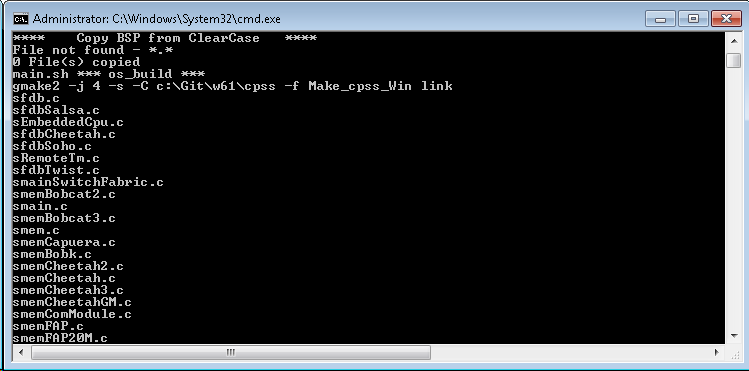 Administrator: C:\Windows\System32\cmd.exe
**** Copy BSP from ClearCase ****
File not found - *.*
0 File(s) copied
main.sh *** os_build ***
gmake2 -j 4 -s -C c:\Git\w61\cpss -f Make_cpss_Win link
sfdb.c
sfdbSalsa.c
sEmbeddedCpu.c
sfdbCheetah.c
sfdbSoho.c
sRemoteTm.c
sfdbTwist.c
smainSwitchFabric.c
smemBobcat2.c
smain.c
smemBobcat3.c
smem.c
smemCapuera.c
smemBobk.c
smemCheetah2.c
smemCheetah.c
smemCheetah3.c
smemCheetahGM.c
smemComModule.c
smemFAP.c
smemFAP20M.c